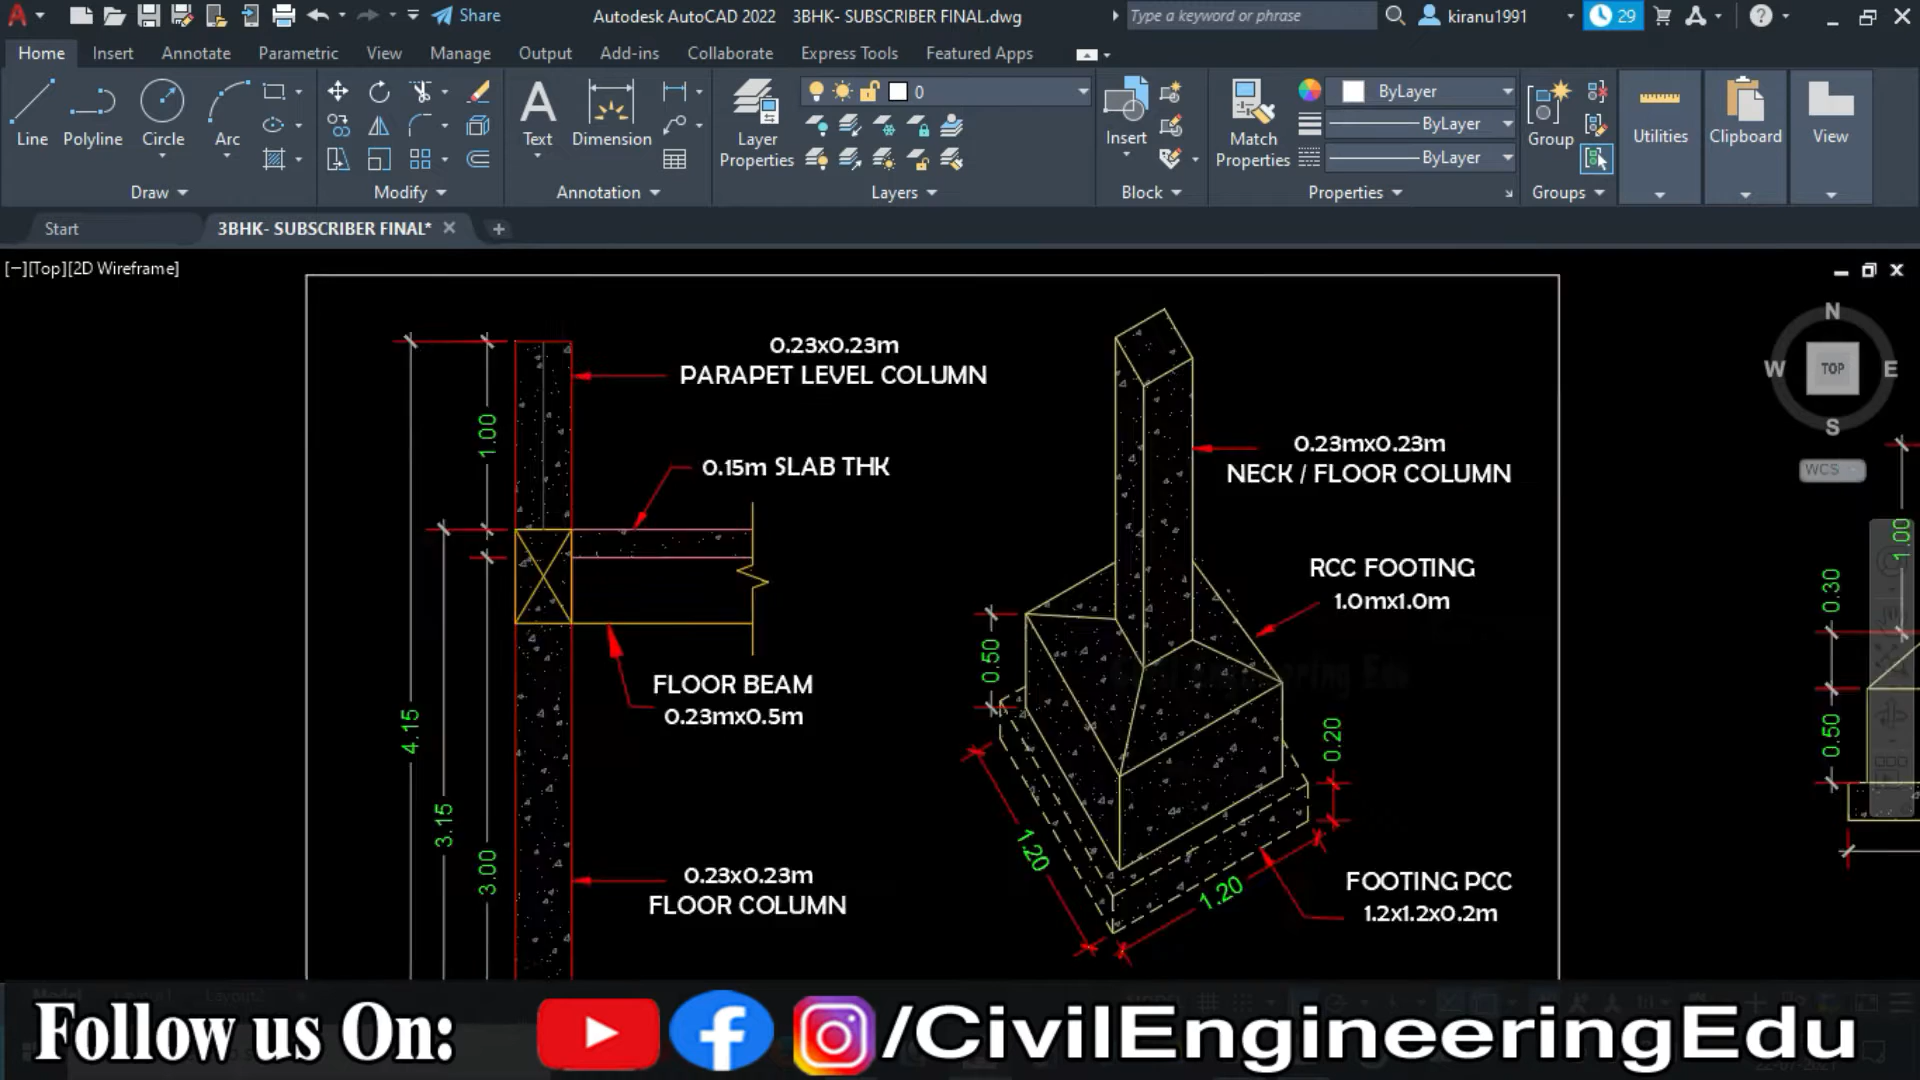 Share
Autodesk AutoCAD 2022 3BHK- SUBSCRIBER FINAL.dwg
Type a keyword or phrase
kiranu1991
29
Home Insert Annotate Parametric View Manage Output Add-ins Collaborate Express Tools Featured Apps
0
ByLayer
ByLayer
ByLayer
Line Polyline Circle Arc
Text Dimension
Layer Properties
Insert
Match Properties
Group
Utilities Clipboard View
Draw Modify Annotation Layers Block Properties Groups
Start 3BHK- SUBSCRIBER FINAL*
[−][Top][2D Wireframe]
N
W TOP E
S
WCS
0.23x0.23m
PARAPET LEVEL COLUMN
1.00
0.15m SLAB THK
FLOOR BEAM
0.23mx0.5m
4.15
3.15
3.00
0.23x0.23m
FLOOR COLUMN
0.23mx0.23m
NECK / FLOOR COLUMN
RCC FOOTING
1.0mx1.0m
0.50
0.20
1.20
1.20
FOOTING PCC
1.2x1.2x0.2m
1.00
0.30
0.50
Follow us On: /CivilEngineeringEdu